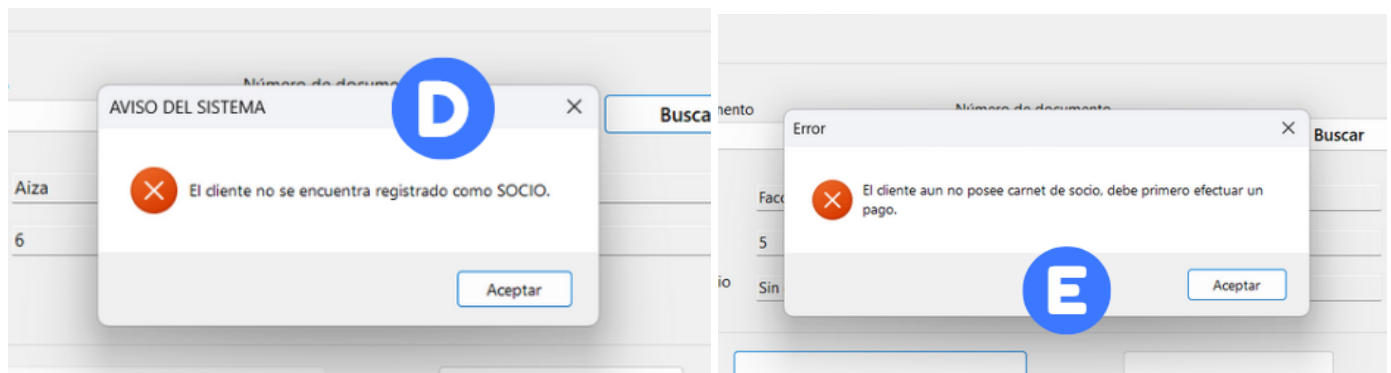 Número de documento
AVISO DEL SISTEMA
D
Busca
Aiza
El cliente no se encuentra registrado como SOCIO.
6
Aceptar
mento
Número de documento
Error
Buscar
El cliente aun no posee carnet de socio, debe primero efectuar un
pago.
Facc
5
io
Sin
E
Aceptar